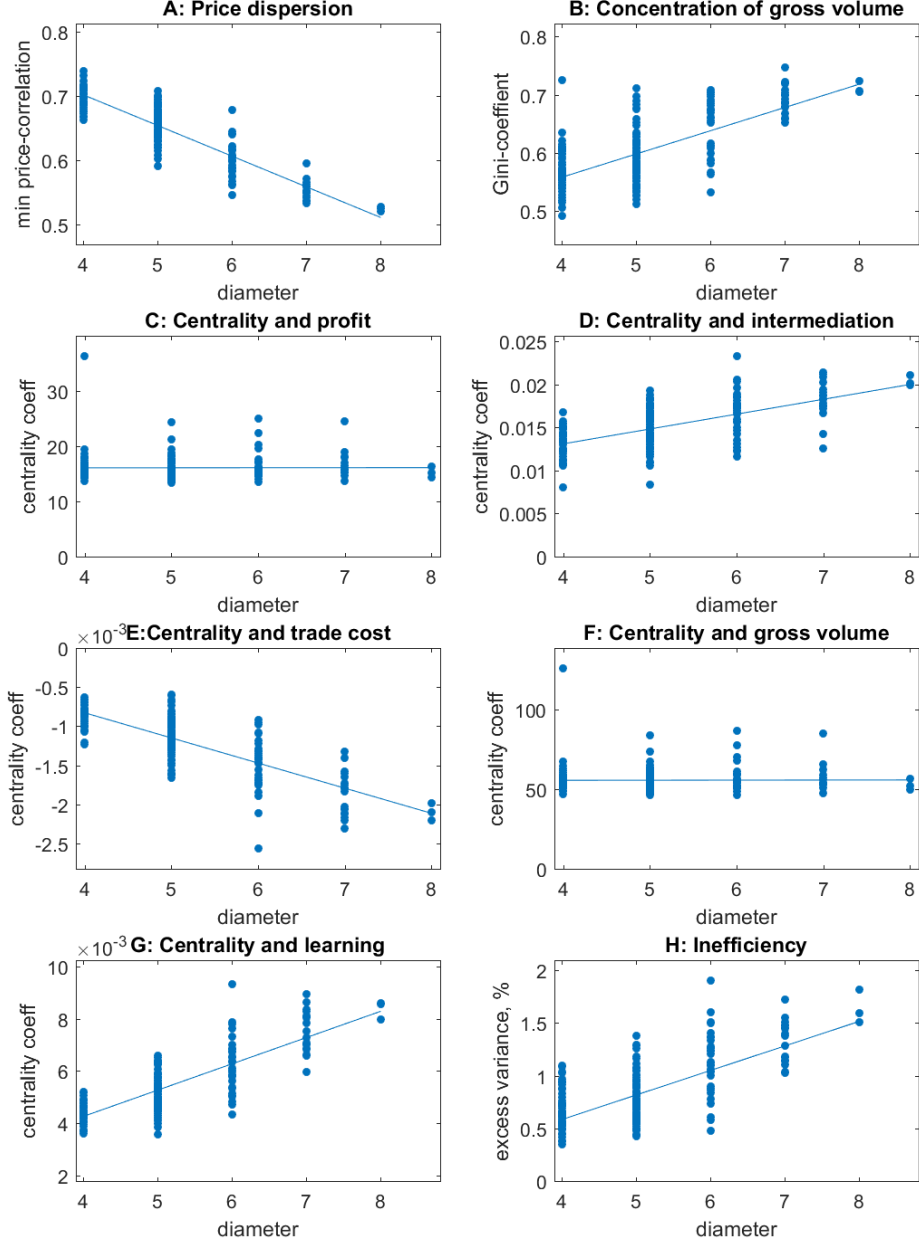 A: Price dispersion
min price-correlation
0.8
0.7
0.6
0.5
4 5 6 7 8
diameter
B: Concentration of gross volume
Gini-coeffient
0.8
0.7
0.6
0.5
4 5 6 7 8
diameter
C: Centrality and profit
centrality coeff
30
20
10
0
4 5 6 7 8
diameter
D: Centrality and intermediation
centrality coeff
0.025
0.02
0.015
0.01
0.005
0
4 5 6 7 8
diameter
×10-3
E:Centrality and trade cost
centrality coeff
0
-0.5
-1
-1.5
-2
-2.5
4 5 6 7 8
diameter
F: Centrality and gross volume
centrality coeff
100
50
0
4 5 6 7 8
diameter
×10-3
G: Centrality and learning
centrality coeff
10
8
6
4
2
4 5 6 7 8
diameter
H: Inefficiency
excess variance, %
2
1.5
1
0.5
0
4 5 6 7 8
diameter